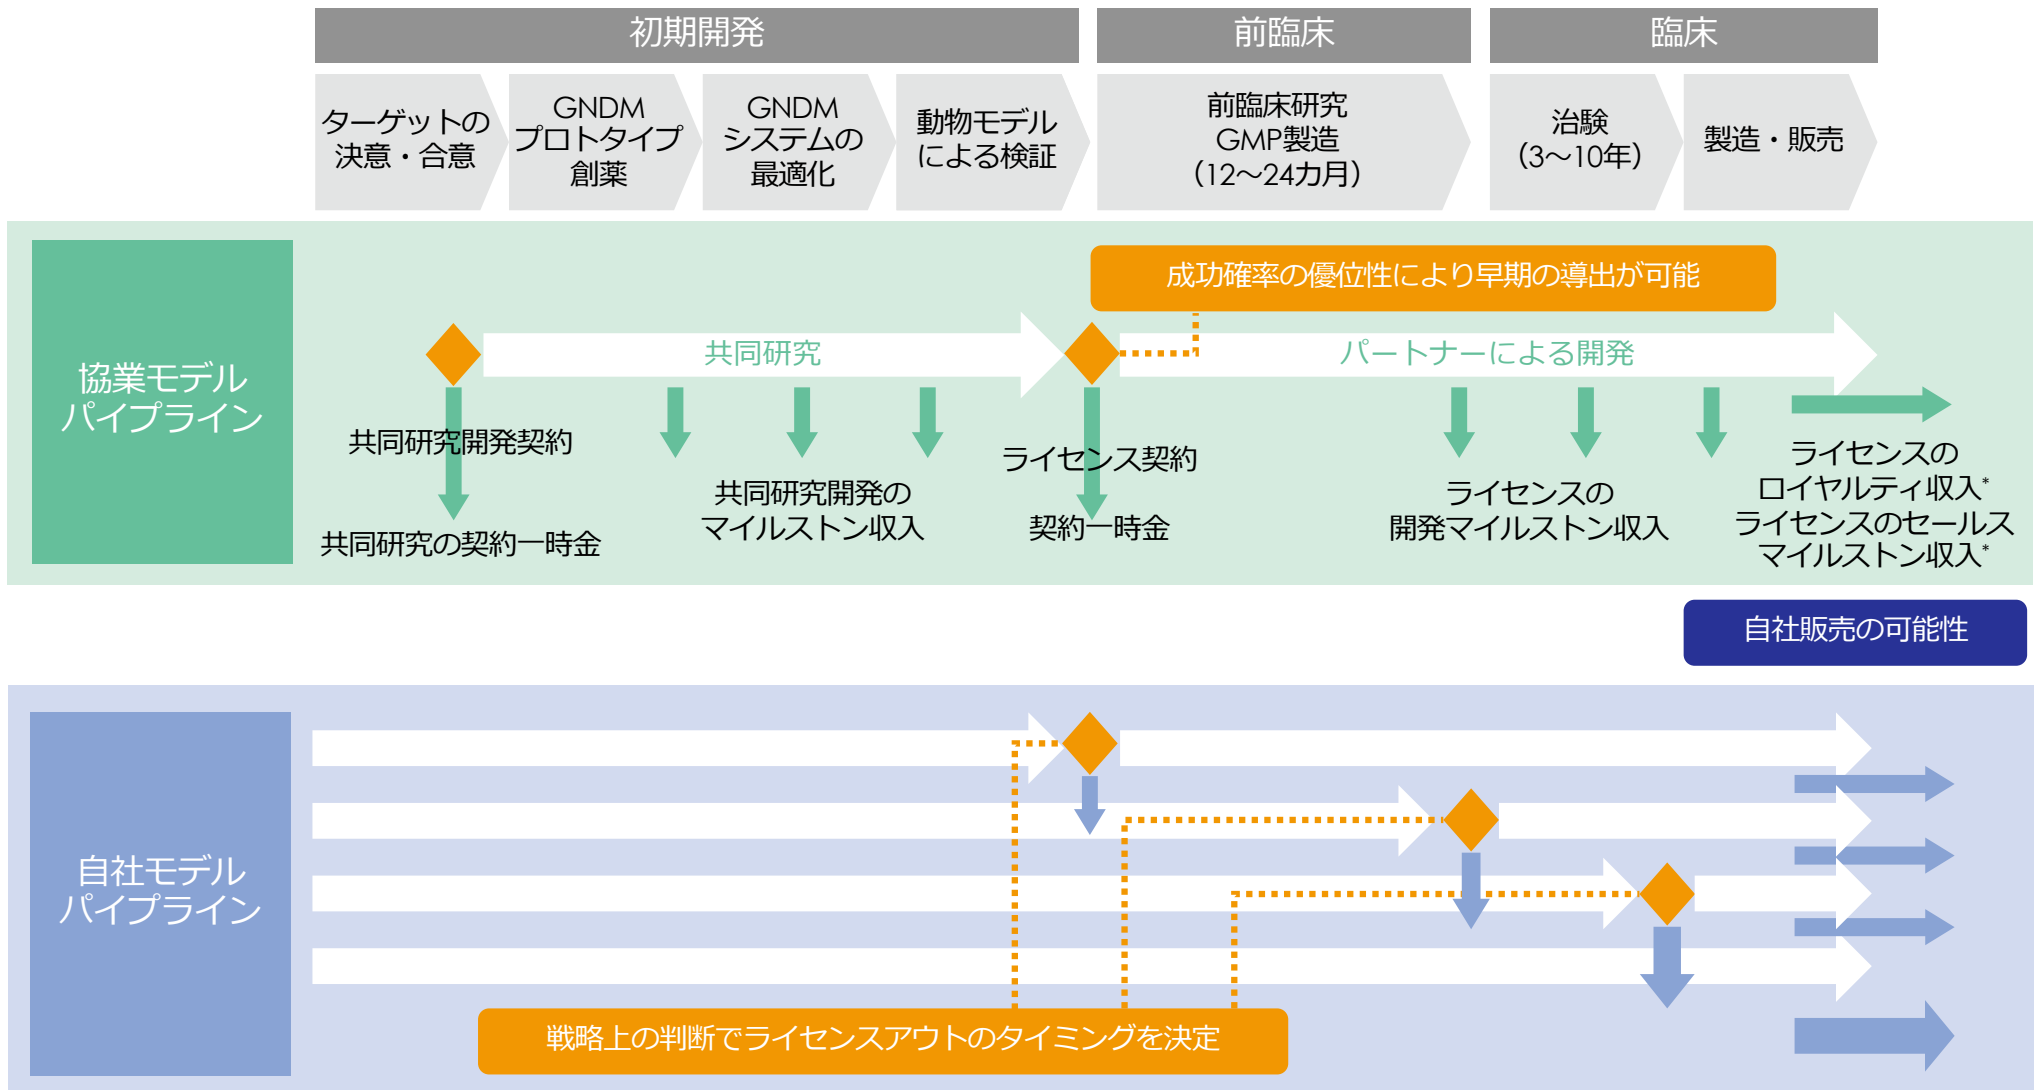 初期開発
前臨床
臨床
ターゲットの
決意・合意
GNDM
プロトタイプ
創薬
GNDM
システムの
最適化
動物モデル
による検証
前臨床研究
GMP製造
（12～24カ月）
治験
（3～10年）
製造・販売
協業モデル
パイプライン
成功確率の優位性により早期の導出が可能
共同研究
パートナーによる開発
共同研究開発契約
共同研究の契約一時金
共同研究開発の
マイルストン収入
ライセンス契約
契約一時金
ライセンスの
開発マイルストン収入
ライセンスの
ロイヤルティ収入*
ライセンスのセールス
マイルストン収入*
自社販売の可能性
自社モデル
パイプライン
戦略上の判断でライセンスアウトのタイミングを決定